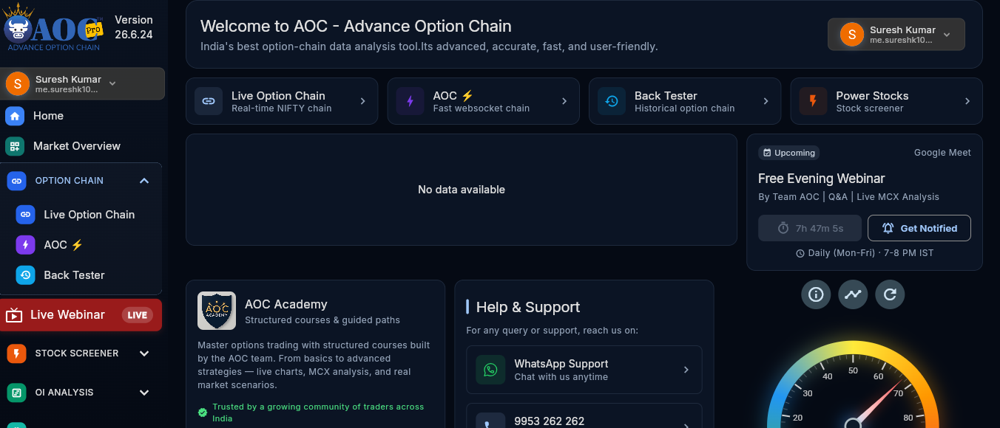 AOC
Pro
TM
ADVANCE OPTION CHAIN
Version
26.6.24
S
Suresh Kumar
me.sureshk10...
Home
Market Overview
OPTION CHAIN
Live Option Chain
AOC ⚡
Back Tester
Live Webinar
LIVE
STOCK SCREENER
OI ANALYSIS
Welcome to AOC - Advance Option Chain
India's best option-chain data analysis tool.Its advanced, accurate, fast, and user-friendly.
S
Suresh Kumar
me.sureshk10...
Live Option Chain
Real-time NIFTY chain
AOC ⚡
Fast websocket chain
Back Tester
Historical option chain
Power Stocks
Stock screener
No data available
Upcoming
Google Meet
Free Evening Webinar
By Team AOC | Q&A | Live MCX Analysis
7h 47m 5s
Get Notified
Daily (Mon-Fri) · 7-8 PM IST
AOC
ACADEMY
AOC Academy
Structured courses & guided paths
Master options trading with structured courses built
by the AOC team. From basics to advanced
strategies — live charts, MCX analysis, and real
market scenarios.
Trusted by a growing community of traders across
India
Help & Support
For any query or support, reach us on:
WhatsApp Support
Chat with us anytime
9953 262 262
20
30
40
50
60
70
80